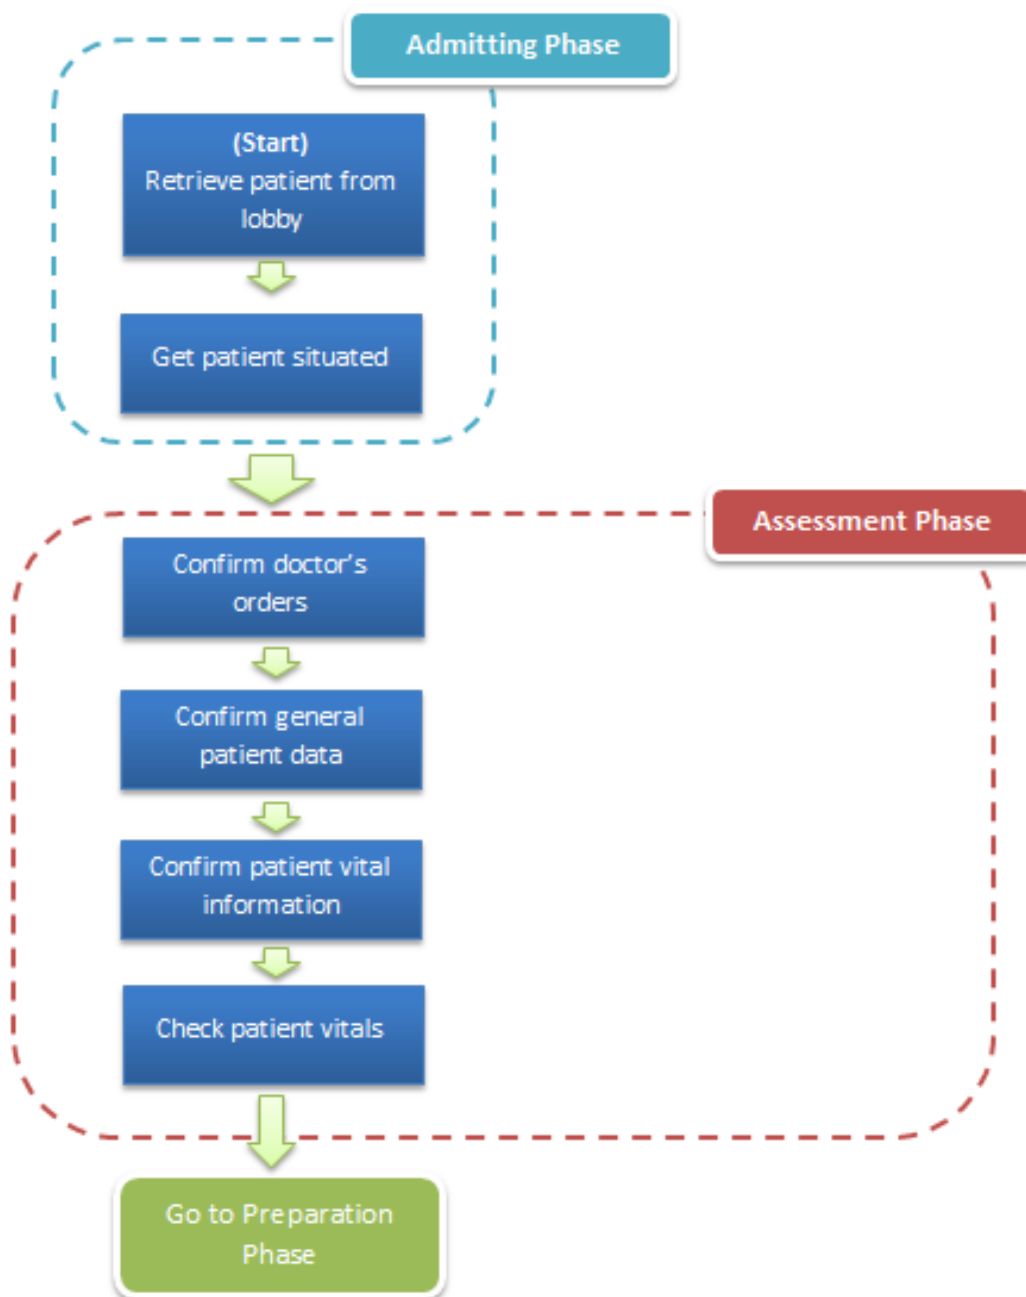 Admitting Phase
(Start)
Retrieve patient from
lobby
Get patient situated
Assessment Phase
Confirm doctor’s
orders
Confirm general
patient data
Confirm patient vital
information
Check patient vitals
Go to Preparation
Phase